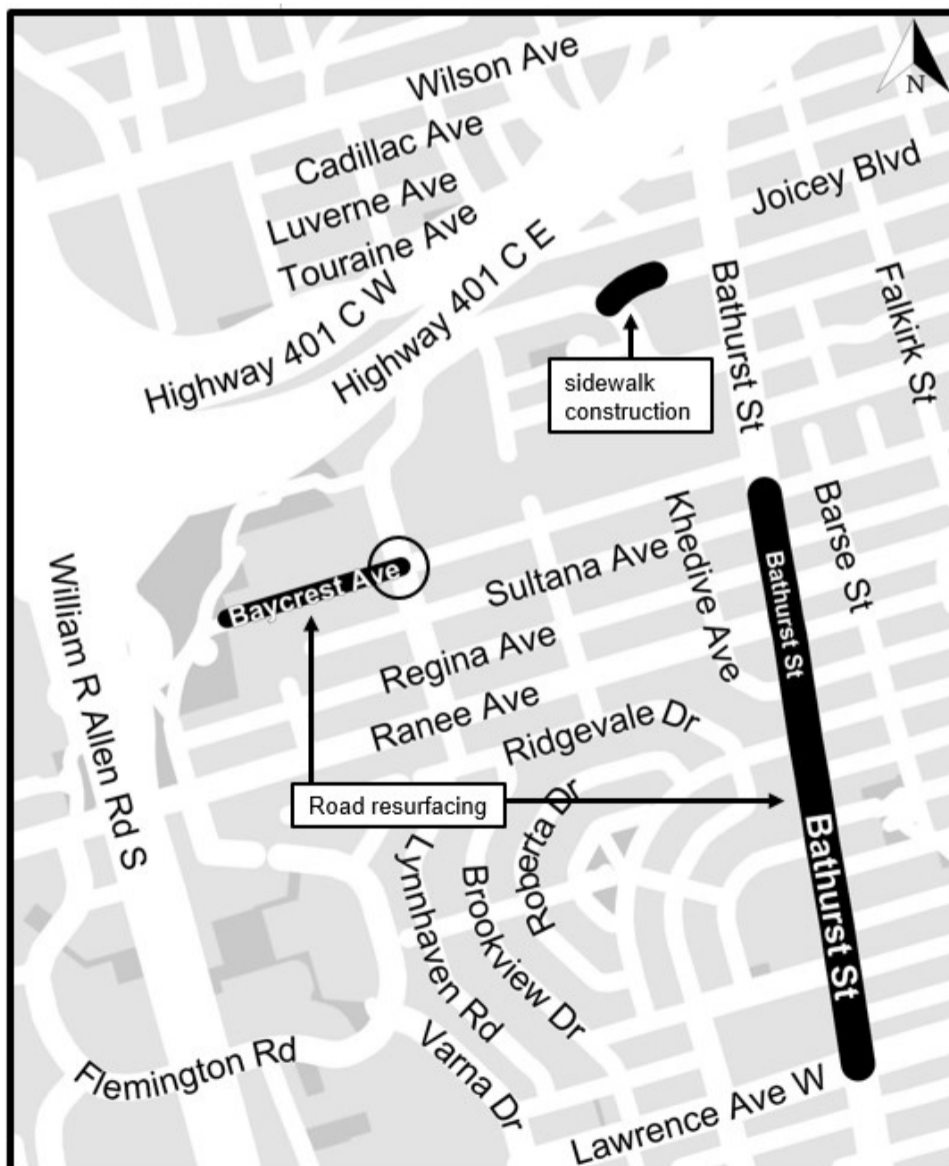 Wilson Ave
N
Cadillac Ave
Joicey Blvd
Luverne Ave
Touraine Ave
Highway 401 C W
Highway 401 C E
Bathurst St
Falkirk St
sidewalk
construction
Khedive Ave
Barse St
Bathurst St
Sultana Ave
Baycrest Ave
William R Allen Rd S
Regina Ave
Ranee Ave
Ridgevale Dr
Road resurfacing
Roberta Dr
Lynnhaven Rd
Brookview Dr
Bathurst St
Flemington Rd
Varna Dr
Lawrence Ave W